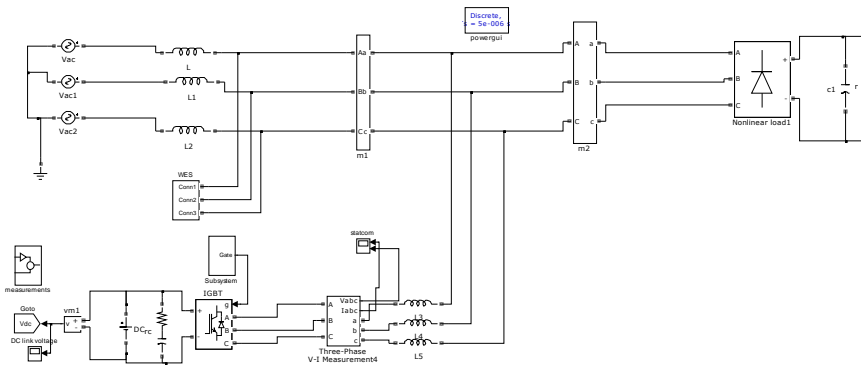 Discrete,
s = 5e-006 s
powergui
Vac
L
Vac1
L1
Vac2
L2
Aa
Bb
Cc
m1
A
a
B
b
C
c
m2
A
B
C
+
-
Nonlinear load1
c1
r
WES
Conn1
Conn2
Conn3
statcom
measurements
Gate
Subsystem
IGBT
g
A
B
C
+
-
Goto
Vdc
vm1
+
v
-
DC link voltage
DC
rc
A
B
C
Vabc
Iabc
a
b
c
Three-Phase
V-I Measurement4
L3
L4
L5